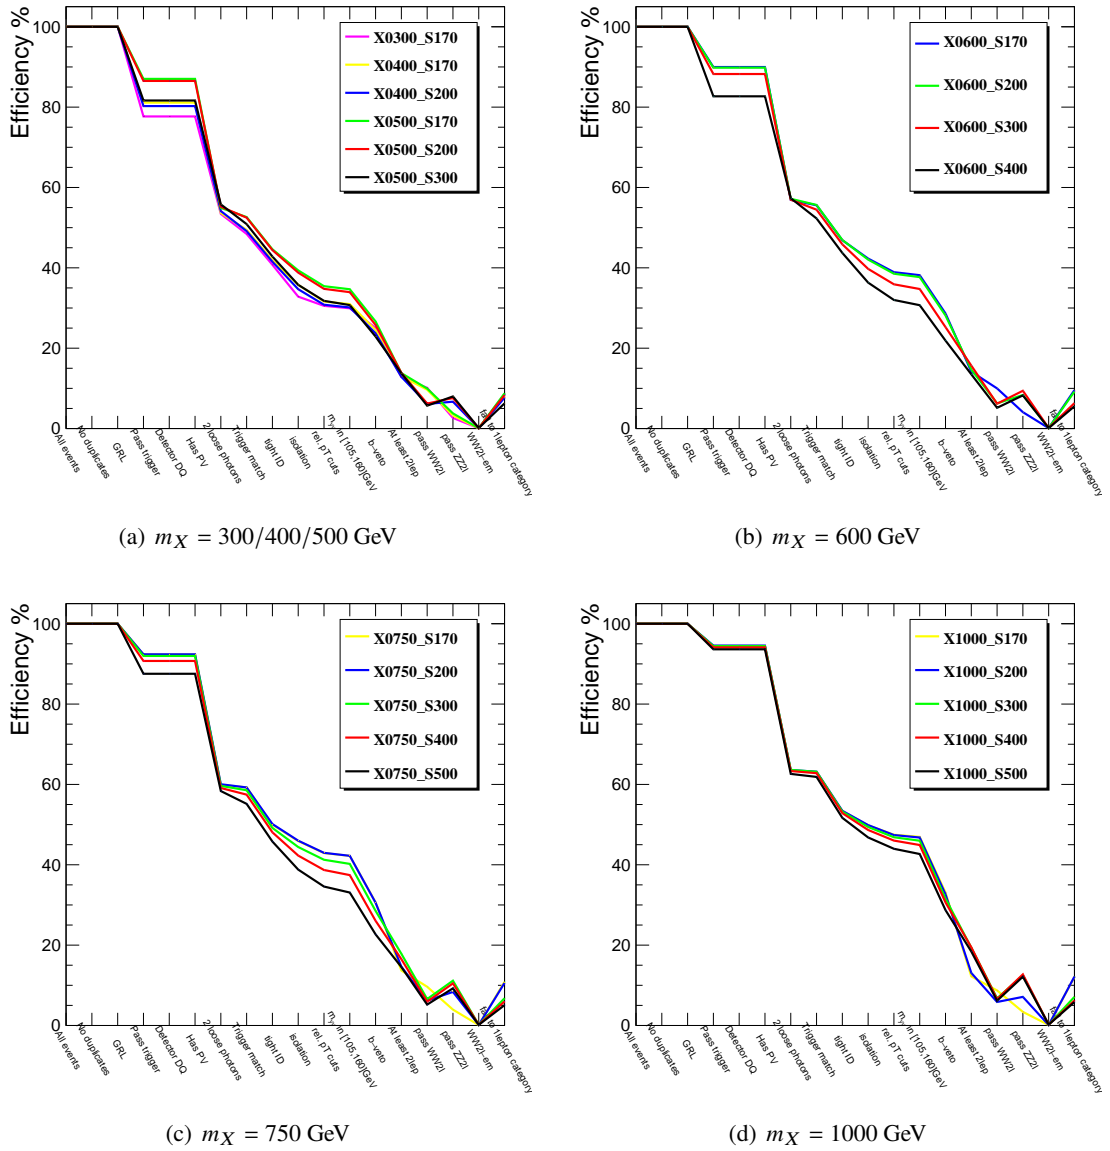 Efficiency %
100
80
60
40
20
0
X0300_S170
X0400_S170
X0400_S200
X0500_S170
X0500_S200
X0500_S300
All events
No duplicates
GRL
Pass trigger
Detector DQ
Has PV
2 loose photons
Trigger match
tight ID
isolation
rel. pT cuts
in [105,160]GeV
b-veto
At least 2lep
pass WW2l
pass ZZ2l
WW2l-em
to 1lepton category
(a) m_X = 300/400/500 GeV
Efficiency %
100
80
60
40
20
0
X0600_S170
X0600_S200
X0600_S300
X0600_S400
All events
No duplicates
GRL
Pass trigger
Detector DQ
Has PV
2 loose photons
Trigger match
tight ID
isolation
rel. pT cuts
in [105,160]GeV
b-veto
At least 2lep
pass WW2l
pass ZZ2l
WW2l-em
to 1lepton category
(b) m_X = 600 GeV
Efficiency %
100
80
60
40
20
0
X0750_S170
X0750_S200
X0750_S300
X0750_S400
X0750_S500
All events
No duplicates
GRL
Pass trigger
Detector DQ
Has PV
2 loose photons
Trigger match
tight ID
isolation
rel. pT cuts
in [105,160]GeV
b-veto
At least 2lep
pass WW2l
pass ZZ2l
WW2l-em
to 1lepton category
(c) m_X = 750 GeV
Efficiency %
100
80
60
40
20
0
X1000_S170
X1000_S200
X1000_S300
X1000_S400
X1000_S500
All events
No duplicates
GRL
Pass trigger
Detector DQ
Has PV
2 loose photons
Trigger match
tight ID
isolation
rel. pT cuts
in [105,160]GeV
b-veto
At least 2lep
pass WW2l
pass ZZ2l
WW2l-em
to 1lepton category
(d) m_X = 1000 GeV